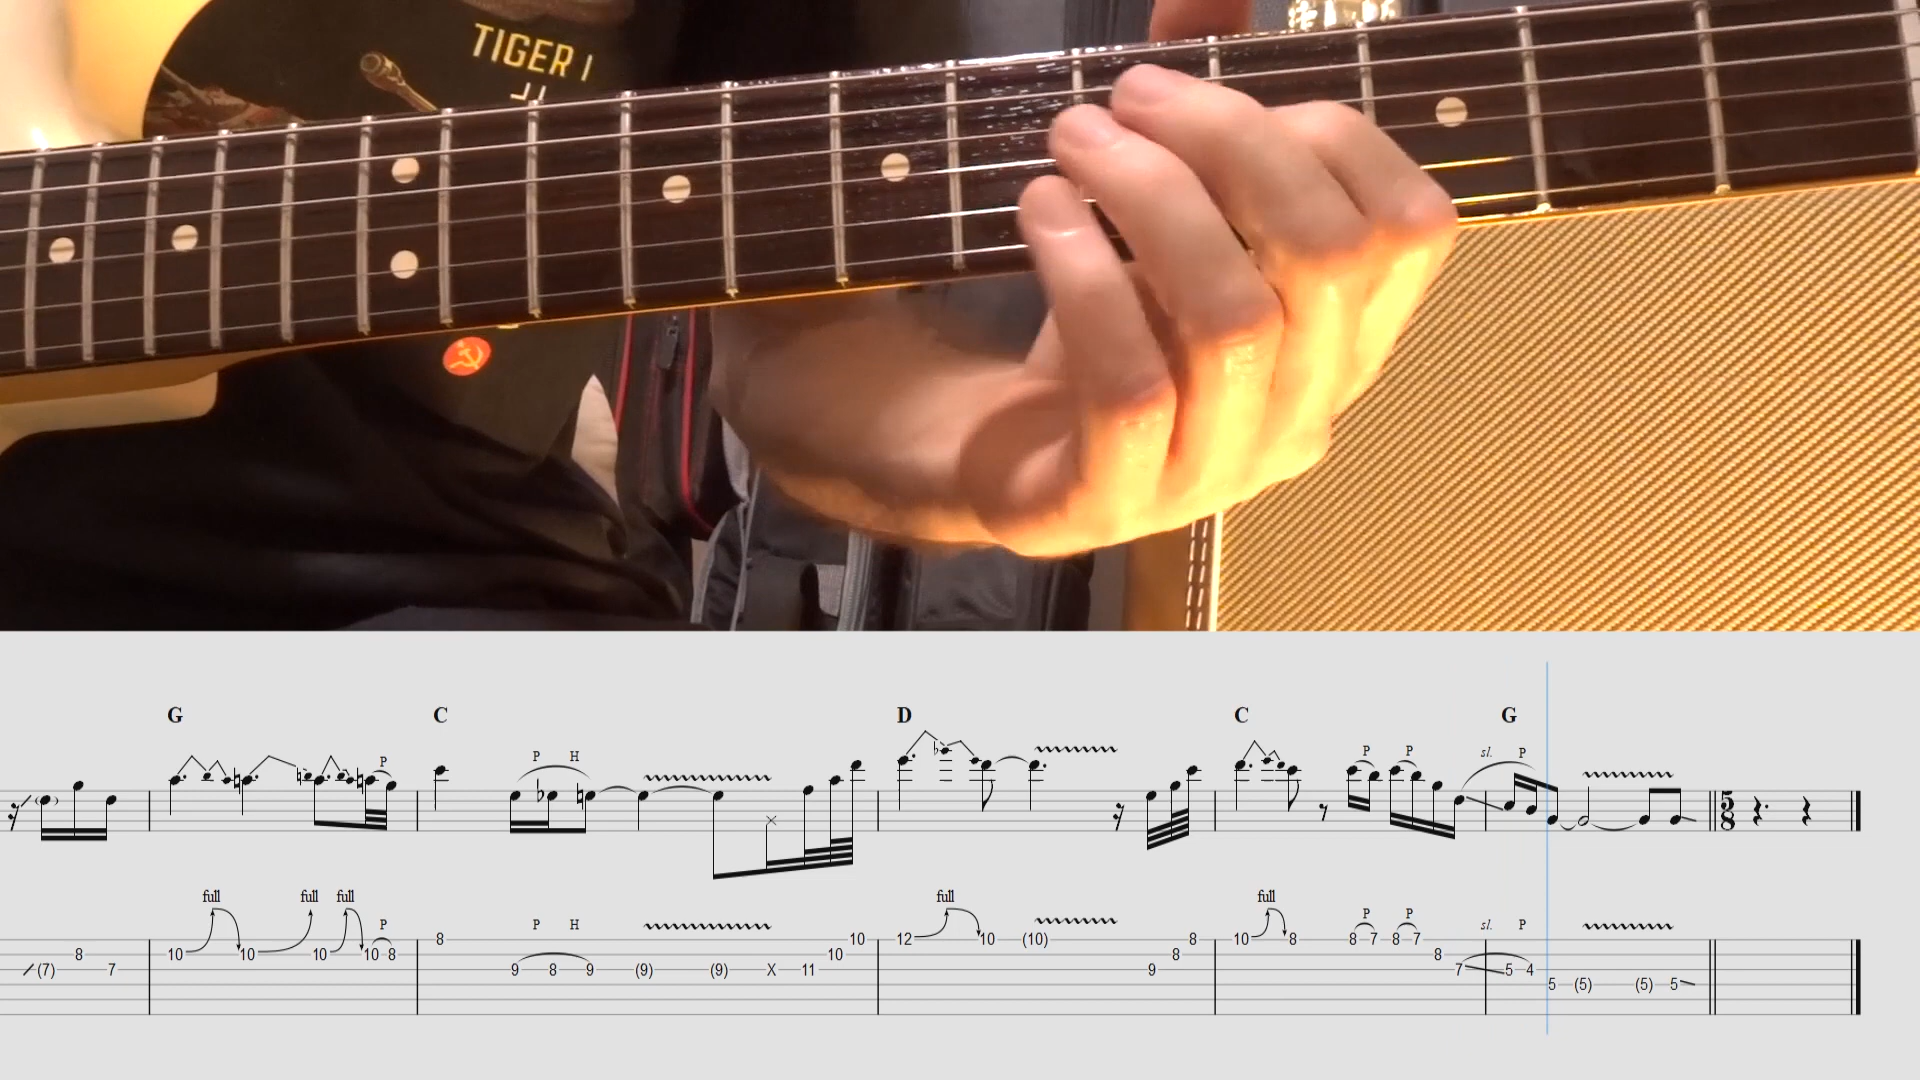 TIGER I
G C D C G
P P H P P sl. P
5
8
full full full full full
P P H P P sl. P
8 10 12 10 (10) 8 10 8 8 7 8 7
8 10 10 10 10 8 10 8 8
(7) 7 9 8 9 (9) (9) X 11 9 7 5 4
5 (5) (5) 5